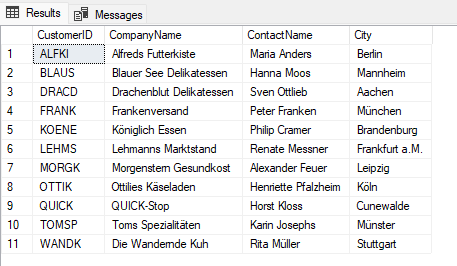 Results Messages
CustomerID CompanyName ContactName City
1 ALFKI Alfreds Futterkiste Maria Anders Berlin
2 BLAUS Blauer See Delikatessen Hanna Moos Mannheim
3 DRACD Drachenblut Delikatessen Sven Ottlieb Aachen
4 FRANK Frankenversand Peter Franken München
5 KOENE Königlich Essen Philip Cramer Brandenburg
6 LEHMS Lehmanns Marktstand Renate Messner Frankfurt a.M.
7 MORGK Morgenstern Gesundkost Alexander Feuer Leipzig
8 OTTIK Ottilies Käseladen Henriette Pfalzheim Köln
9 QUICK QUICK-Stop Horst Kloss Cunewalde
10 TOMSP Toms Spezialitäten Karin Josephs Münster
11 WANDK Die Wandernde Kuh Rita Müller Stuttgart